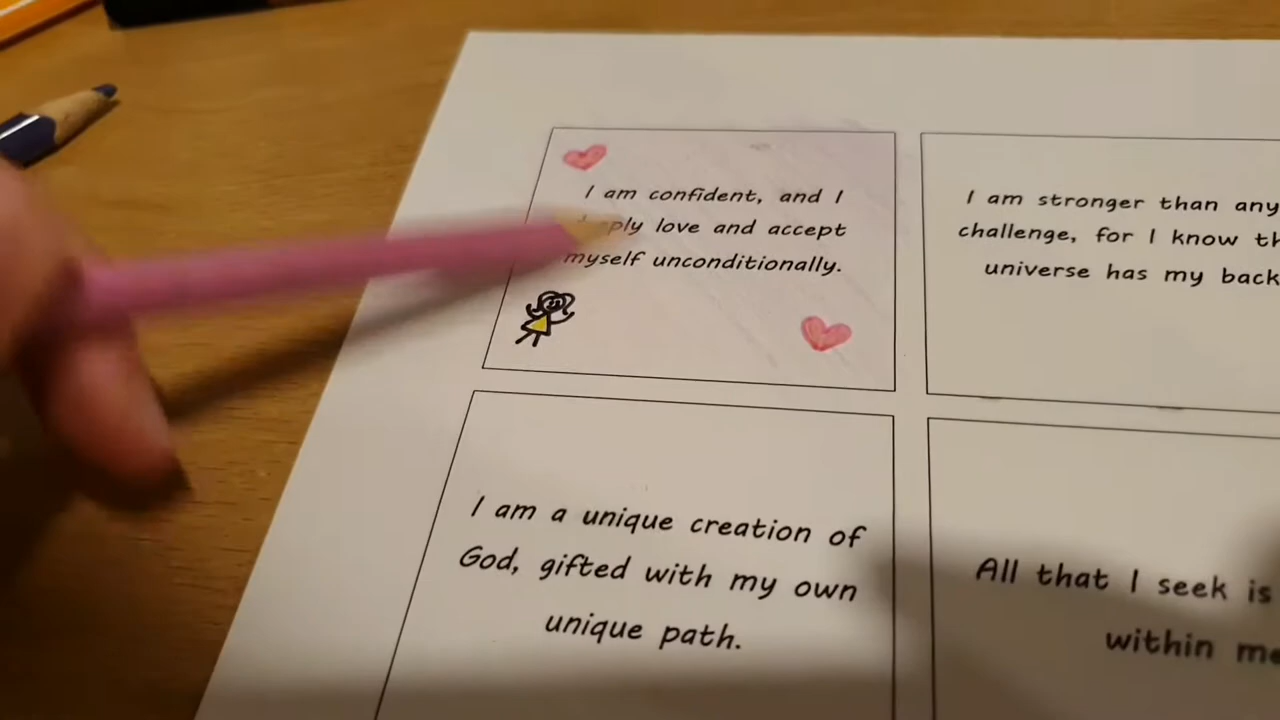 I am confident, and I
love and accept
myself unconditionally.
I am stronger than any
challenge, for I know
universe has my back
I am a unique creation of
God, gifted with my own
unique path.
All that I seek is
within